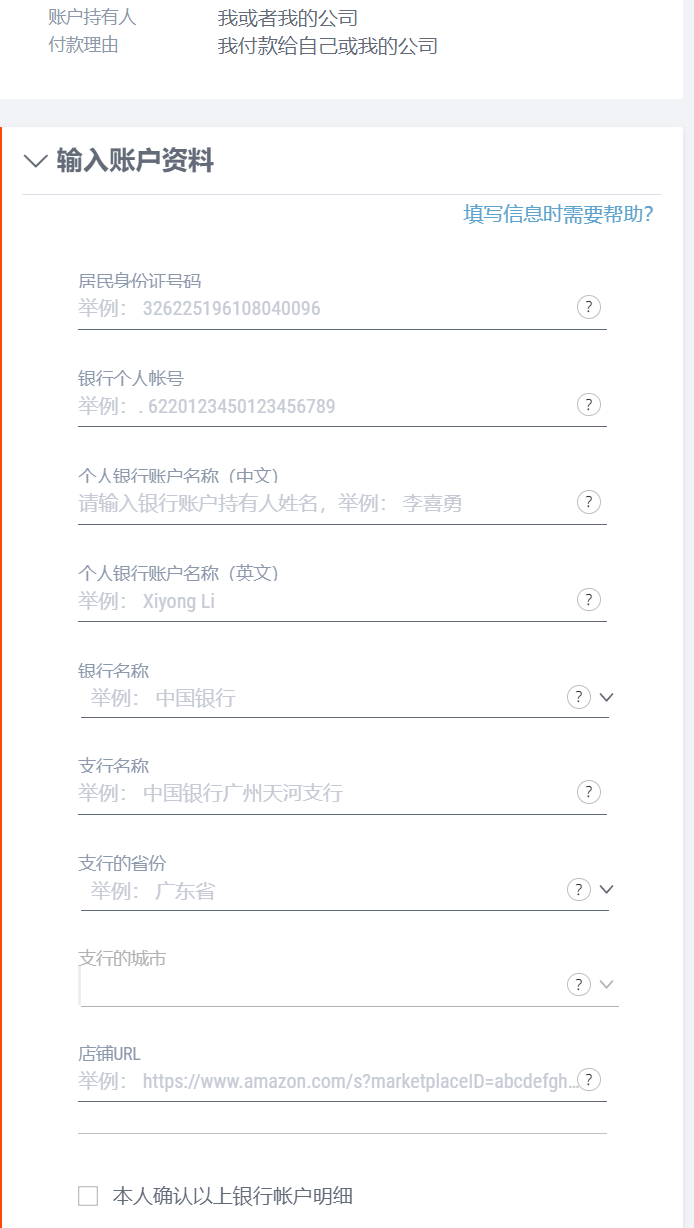 账户持有人 我或者我的公司
付款理由 我付款给自己或我的公司
输入账户资料
填写信息时需要帮助?
居民身份证号码
举例: 326225196108040096 ?
银行个人帐号
举例: . 6220123450123456789 ?
个人银行账户名称（中文）
请输入银行账户持有人姓名，举例: 李喜勇 ?
个人银行账户名称（英文）
举例: Xiyong Li ?
银行名称
举例: 中国银行 ?
支行名称
举例: 中国银行广州天河支行 ?
支行的省份
举例: 广东省 ?
支行的城市
?
店铺URL
举例: https://www.amazon.com/s?marketplaceID=abcdefgh... ?
本人确认以上银行帐户明细